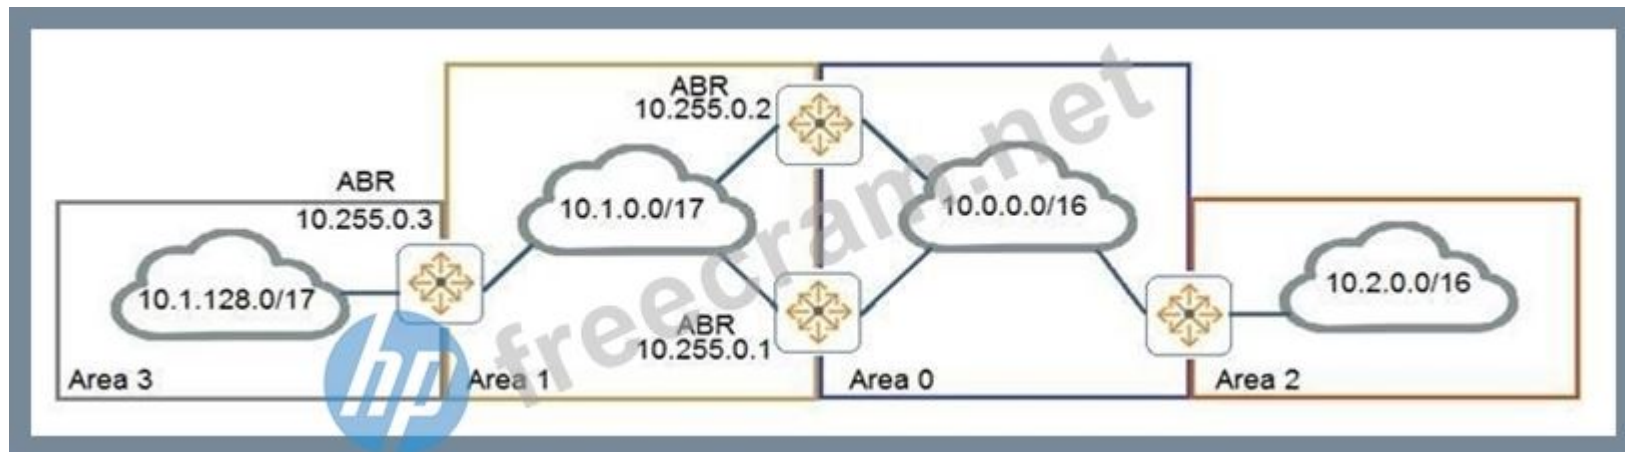 ABR
10.255.0.2
ABR
10.255.0.3
10.1.0.0/17
10.0.0.0/16
10.1.128.0/17
10.2.0.0/16
ABR
10.255.0.1
Area 3
Area 1
Area 0
Area 2
hp
freecram.net